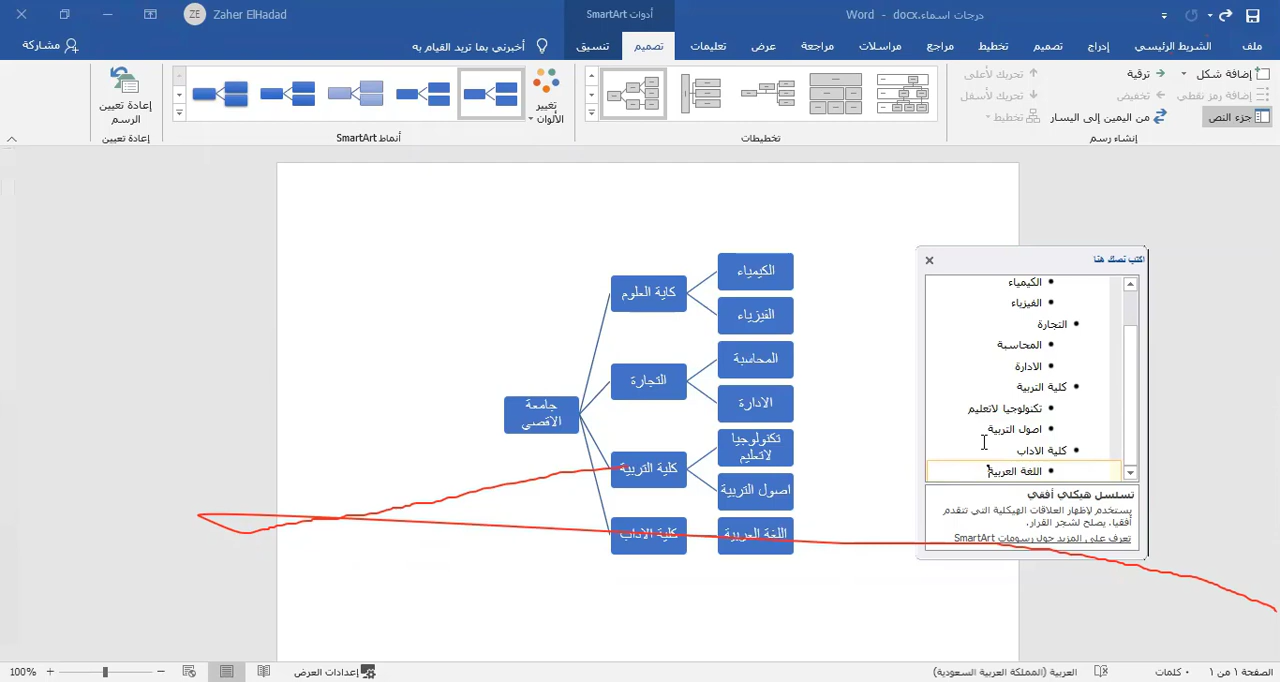 Zaher ElHadad
ZE
أدوات SmartArt
درجات اسماء.docx - Word
ملف
الشريط الرئيسي
إدراج
تصميم
تخطيط
مراجع
مراسلات
مراجعة
عرض
تعليمات
تصميم
تنسيق
أخبرني بما تريد القيام به
مشاركة
إضافة شكل
إضافة رمز نقطي
جزء النص
ترقية
تخفيض
من اليمين إلى اليسار
تحريك لأعلى
تحريك لأسفل
تخطيط
إنشاء رسم
تخطيطات
تغيير الألوان
أنماط SmartArt
إعادة تعيين الرسم
إعادة تعيين
الكيمياء
كاية العلوم
الفيزياء
المحاسبة
التجارة
الادارة
جامعة الاقصي
تكنولوجيا لاتعليم
كلية التربية
اصول التربية
كلية الاداب
اللغة العربية
اكتب نصك هنا
الكيمياء
الفيزياء
التجارة
المحاسبة
الادارة
كلية التربية
تكنولوجيا لاتعليم
اصول التربية
كلية الاداب
اللغة العربية
تسلسل هيكلي أفقي
يستخدم لإظهار العلاقات الهيكلية التي تتقدم
أفقيا. يصلح لشجر القرار.
تعرف على المزيد حول رسومات SmartArt
الصفحة ١ من ١
٠ كلمات
العربية (المملكة العربية السعودية)
إعدادات العرض
100%